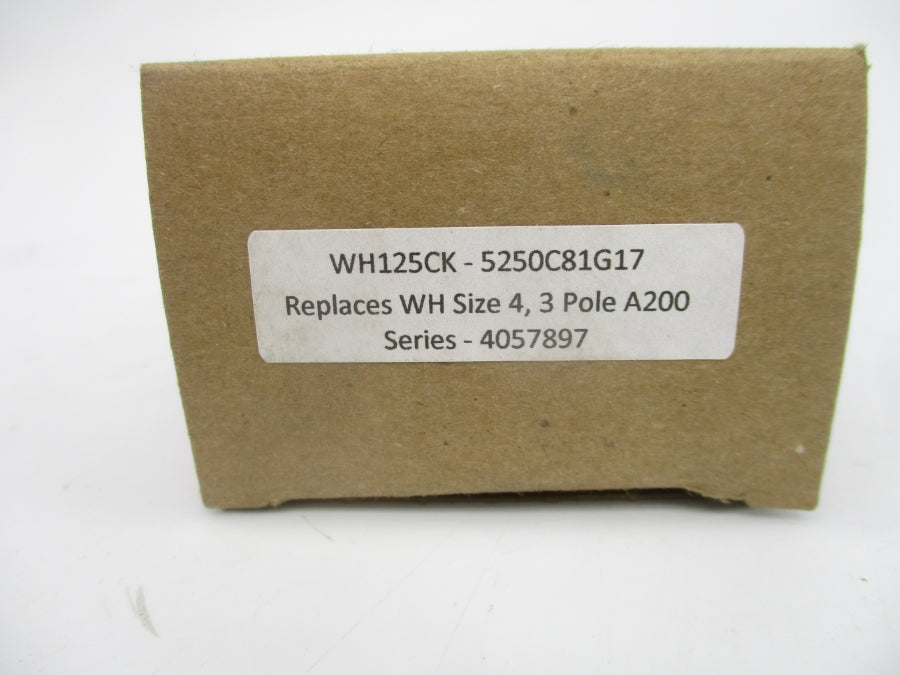 WH125CK - 5250C81G17
Replaces WH Size 4, 3 Pole A200
Series - 4057897